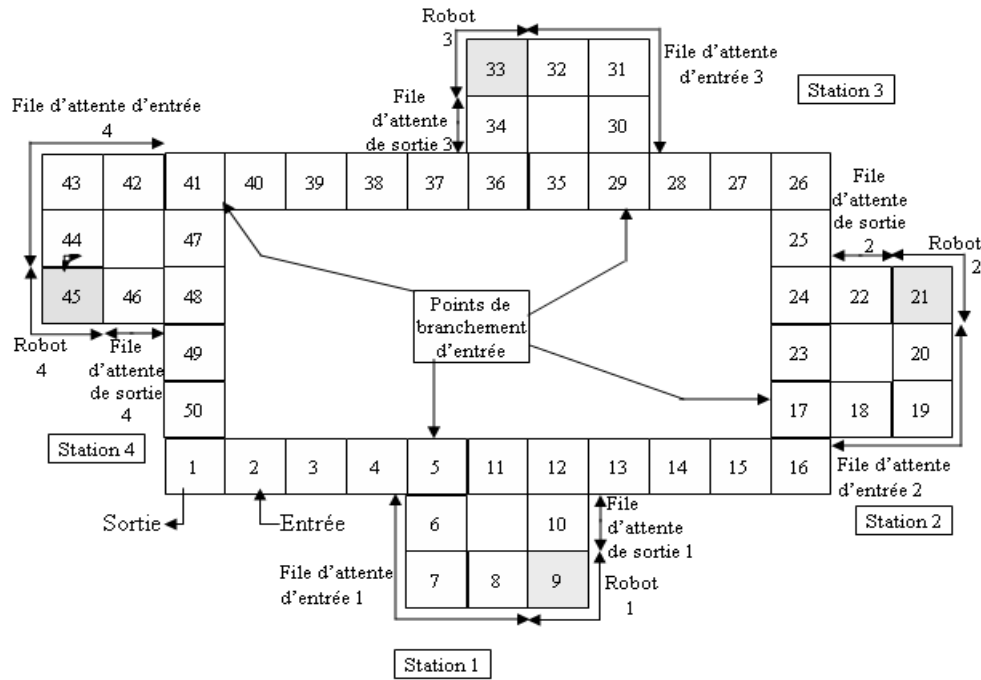 Robot
3
File d'attente
d'entrée 3
Station 3
33 32 31
File
d'attente
de sortie 3
34 30
File d'attente d'entrée
4
43 42 41 40 39 38 37 36 35 29 28 27 26
File
d'attente
de sortie
2
44 47 25
Robot
2
45 46 48 24 22 21
Points de
branchement
d'entrée
Robot
4
File
d'attente
de sortie
4
49 23 20
50 17 18 19
Station 4
1 2 3 4 5 11 12 13 14 15 16
File d'attente
d'entrée 2
Station 2
Sortie
Entrée
6 10
File
d'attente
de sortie 1
File d'attente
d'entrée 1
7 8 9
Robot
1
Station 1